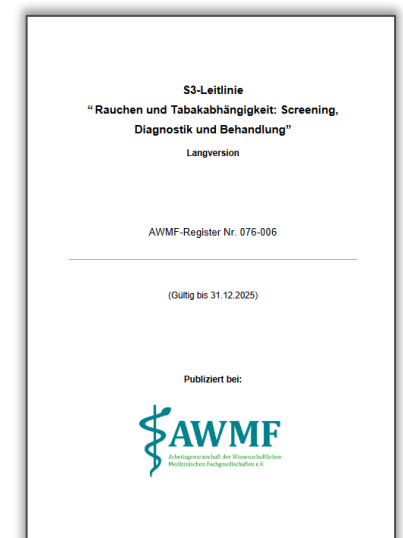 S3-Leitlinie
“ Rauchen und Tabakabhängigkeit: Screening,
Diagnostik und Behandlung”
Langversion
AWMF-Register Nr. 076-006
(Gültig bis 31.12.2025)
Publiziert bei:
AWMF
Arbeitsgemeinschaft der Wissenschaftlichen
Medizinischen Fachgesellschaften e.V.